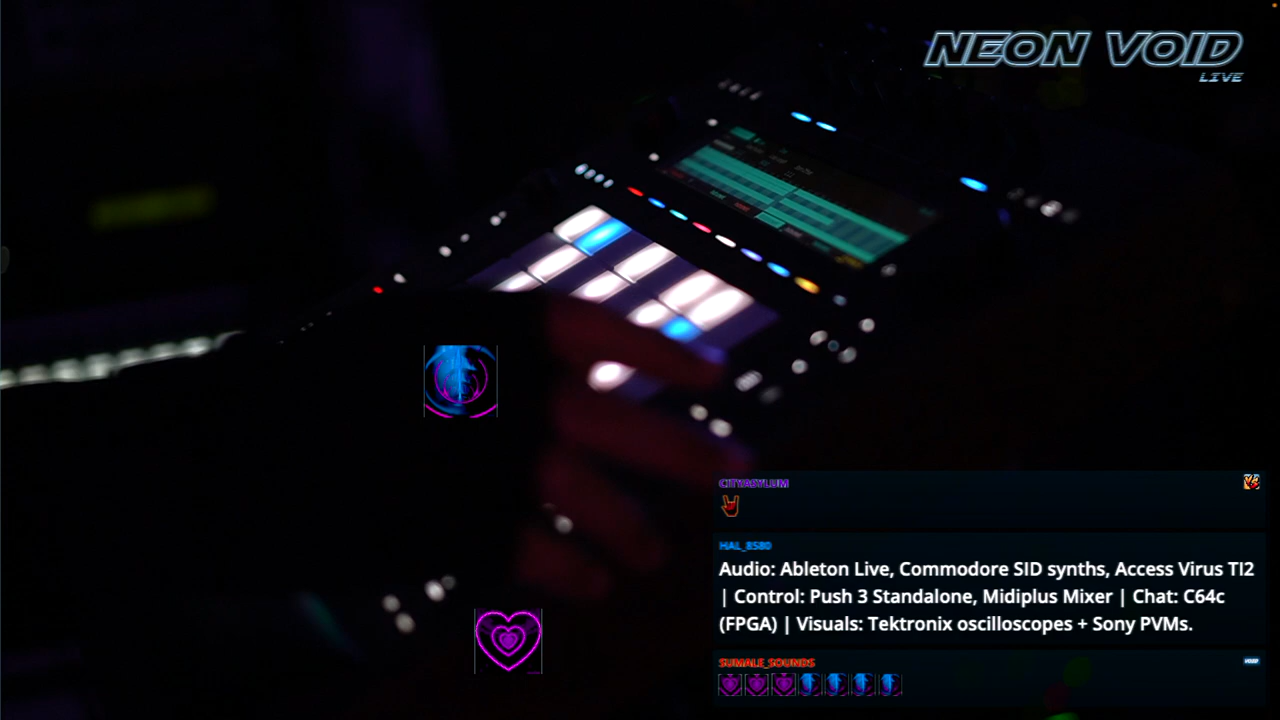 NEON VOID
LIVE
CITYASYLUM
HAL_8580
Audio: Ableton Live, Commodore SID synths, Access Virus TI2
| Control: Push 3 Standalone, Midiplus Mixer | Chat: C64c
(FPGA) | Visuals: Tektronix oscilloscopes + Sony PVMs.
SUMALE_SOUNDS